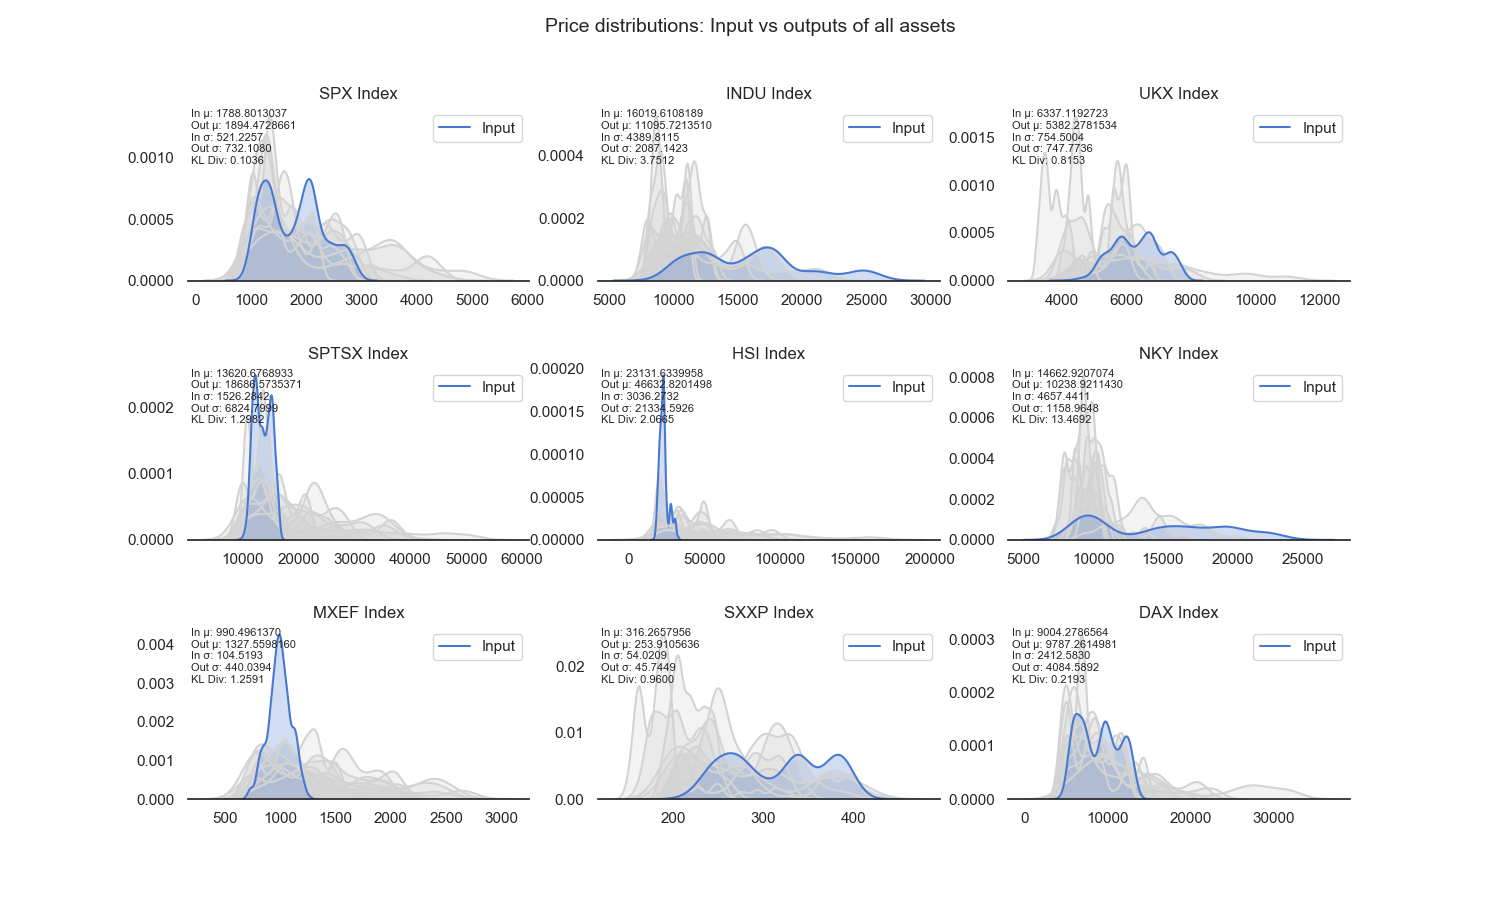 Price distributions: Input vs outputs of all assets
SPX Index
In μ: 1788.8013037
Out μ: 1894.4728661
In σ: 521.2257
Out σ: 732.1080
KL Div: 0.1036
Input
0.0010
0.0005
0.0000
0 1000 2000 3000 4000 5000 6000
INDU Index
In μ: 16019.6108189
Out μ: 11095.7213510
In σ: 4389.8115
Out σ: 2087.1423
KL Div: 3.7512
Input
0.0004
0.0002
0.0000
5000 10000 15000 20000 25000 30000
UKX Index
In μ: 6337.1192723
Out μ: 5382.2781534
In σ: 754.5004
Out σ: 747.7736
KL Div: 0.8153
Input
0.0015
0.0010
0.0005
0.0000
4000 6000 8000 10000 12000
SPTSX Index
In μ: 13620.6768933
Out μ: 18686.5735371
In σ: 1526.2842
Out σ: 6824.7999
KL Div: 1.2982
Input
0.0002
0.0001
0.0000
10000 20000 30000 40000 50000 60000
HSI Index
In μ: 23131.6339958
Out μ: 46632.8201498
In σ: 3036.2732
Out σ: 21334.5926
KL Div: 2.0665
Input
0.00020
0.00015
0.00010
0.00005
0.00000
0 50000 100000 150000 200000
NKY Index
In μ: 14662.9207074
Out μ: 10238.9211430
In σ: 4657.4411
Out σ: 1158.9648
KL Div: 13.4692
Input
0.0008
0.0006
0.0004
0.0002
0.0000
5000 10000 15000 20000 25000
MXEF Index
In μ: 990.4961370
Out μ: 1327.5598160
In σ: 104.5193
Out σ: 440.0394
KL Div: 1.2591
Input
0.004
0.003
0.002
0.001
0.000
500 1000 1500 2000 2500 3000
SXXP Index
In μ: 316.2657956
Out μ: 253.9105636
In σ: 54.0209
Out σ: 45.7449
KL Div: 0.9600
Input
0.02
0.01
0.00
200 300 400
DAX Index
In μ: 9004.2786564
Out μ: 9787.2614981
In σ: 2412.5830
Out σ: 4084.5892
KL Div: 0.2193
Input
0.0003
0.0002
0.0001
0.0000
0 10000 20000 30000